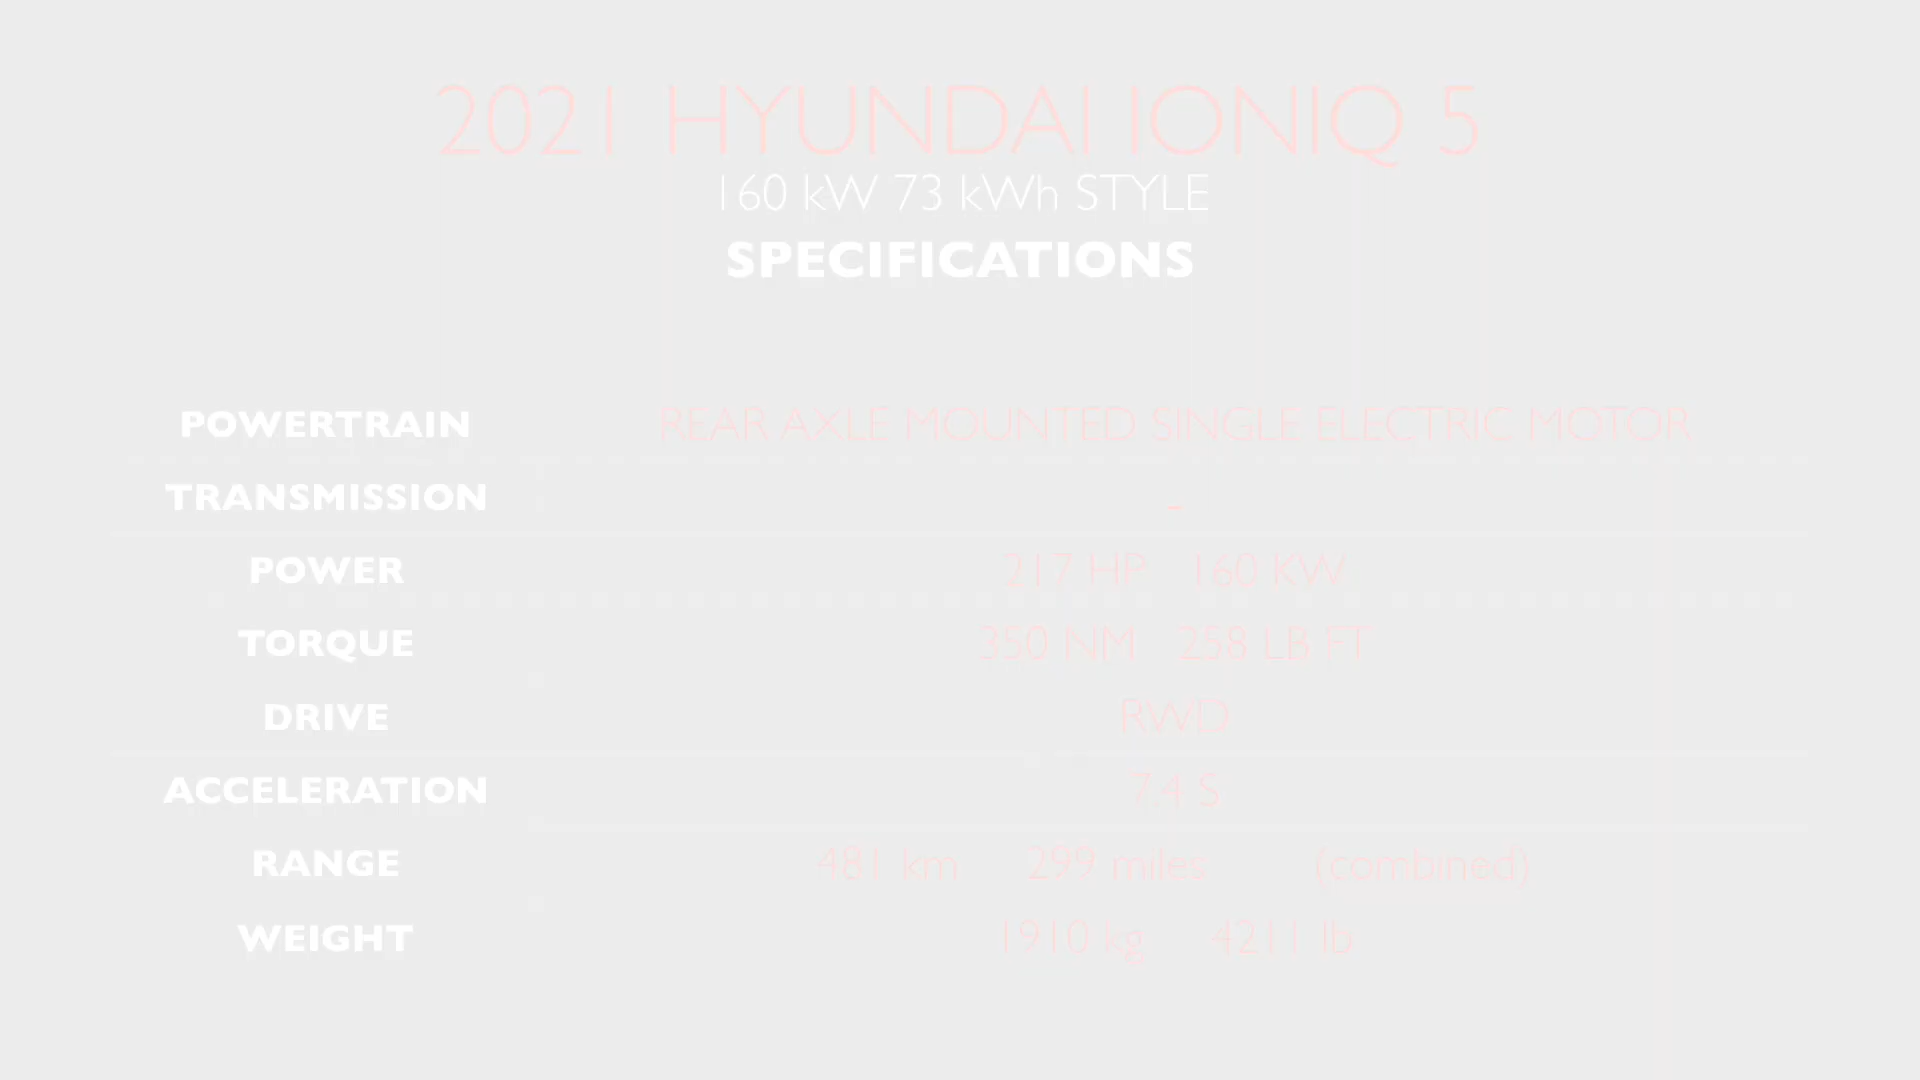 2021 HYUNDAI IONIQ 5
160 kW 73 kWh STYLE
SPECIFICATIONS
POWERTRAIN REAR AXLE MOUNTED SINGLE ELECTRIC MOTOR
TRANSMISSION -
POWER 217 HP 160 KW
TORQUE 350 NM 258 LB FT
DRIVE RWD
ACCELERATION 7.4 S
RANGE 481 km 299 miles (combined)
WEIGHT 1910 kg 4211 lb